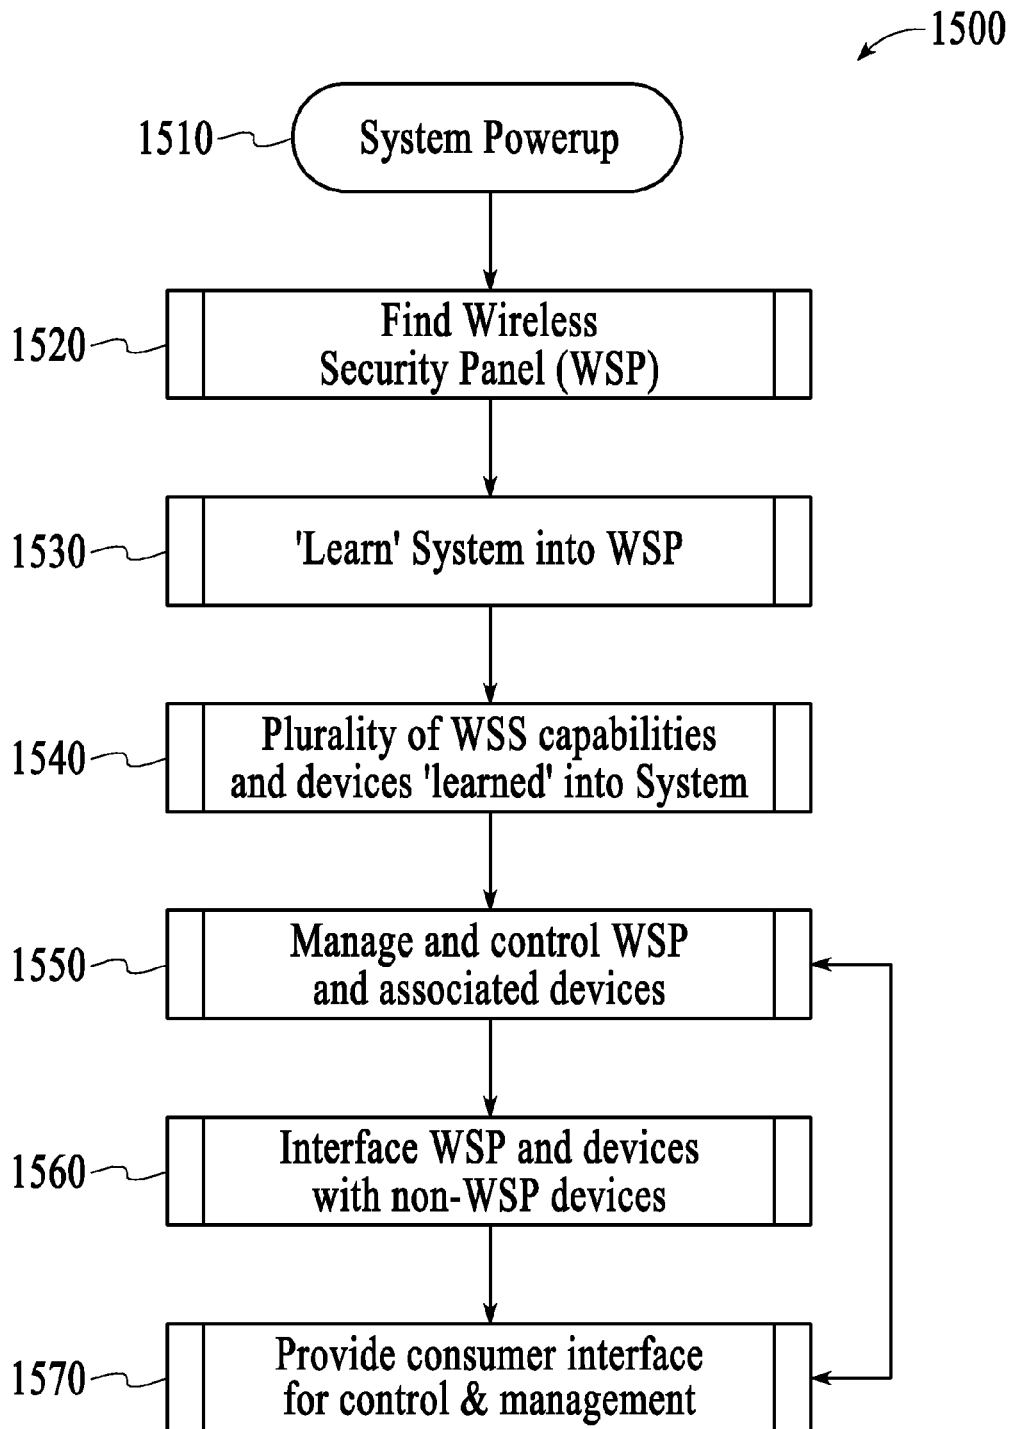 1500
1510
System Powerup
1520
Find Wireless
Security Panel (WSP)
1530
'Learn' System into WSP
1540
Plurality of WSS capabilities
and devices 'learned' into System
1550
Manage and control WSP
and associated devices
1560
Interface WSP and devices
with non-WSP devices
1570
Provide consumer interface
for control & management